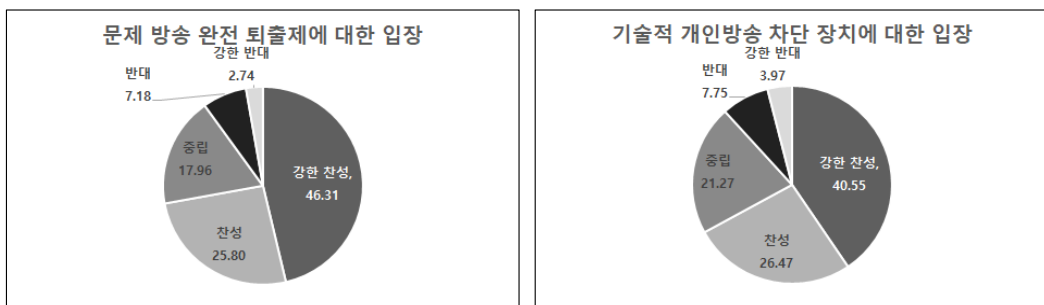 문제 방송 완전 퇴출제에 대한 입장
강한 반대
2.74
반대
7.18
중립
17.96
강한 찬성,
46.31
찬성
25.80
기술적 개인방송 차단 장치에 대한 입장
강한 반대
3.97
반대
7.75
중립
21.27
강한 찬성,
40.55
찬성
26.47